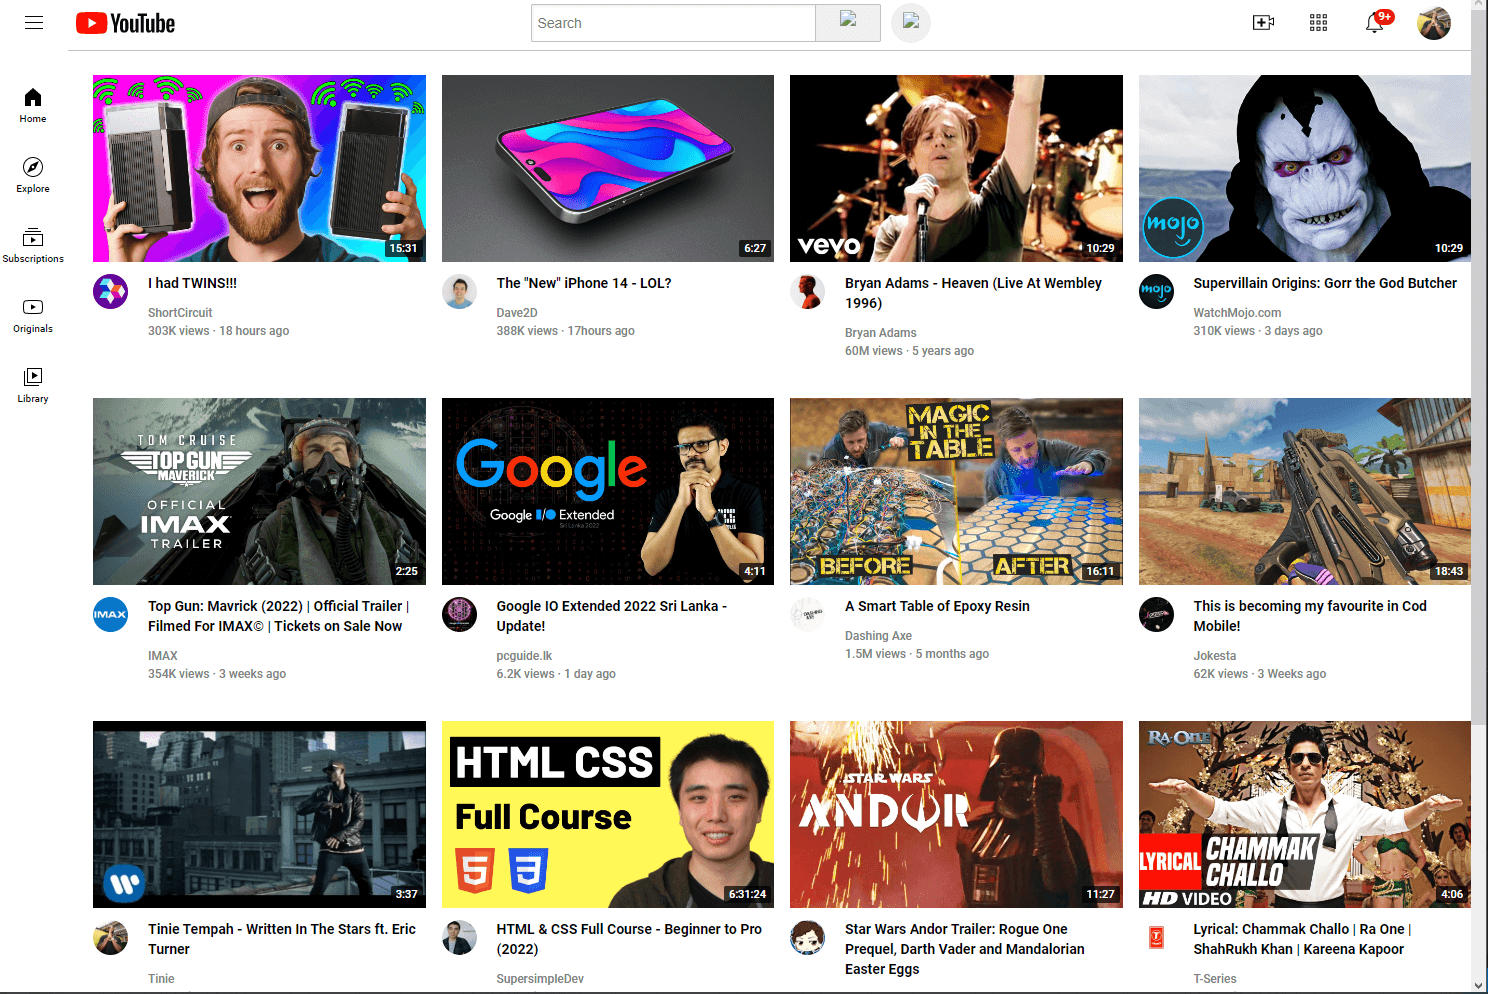 YouTube
Search
9+
Home
Explore
Subscriptions
Originals
Library
15:31
I had TWINS!!!
ShortCircuit
303K views · 18 hours ago
6:27
The "New" iPhone 14 - LOL?
Dave2D
388K views · 17hours ago
vevo
10:29
Bryan Adams - Heaven (Live At Wembley
1996)
Bryan Adams
60M views · 5 years ago
mojo
10:29
mojo
Supervillain Origins: Gorr the God Butcher
WatchMojo.com
310K views · 3 days ago
TOM CRUISE
TOP GUN
MAVERICK
OFFICIAL
IMAX
TRAILER
2:25
IMAX
Top Gun: Mavrick (2022) | Official Trailer |
Filmed For IMAX© | Tickets on Sale Now
IMAX
354K views · 3 weeks ago
Google
Google I/O Extended
Sri Lanka 2022
4:11
Google IO Extended 2022 Sri Lanka -
Update!
pcguide.lk
6.2K views · 1 day ago
MAGIC
IN THE
TABLE
BEFORE
AFTER
16:11
DASHING
AXE
A Smart Table of Epoxy Resin
Dashing Axe
1.5M views · 5 months ago
18:43
This is becoming my favourite in Cod
Mobile!
Jokesta
62K views · 3 Weeks ago
3:37
Tinie Tempah - Written In The Stars ft. Eric
Turner
Tinie
HTML CSS
Full Course
5
3
6:31:24
HTML & CSS Full Course - Beginner to Pro
(2022)
SupersimpleDev
STAR WARS
ANDOR
11:27
Star Wars Andor Trailer: Rogue One
Prequel, Darth Vader and Mandalorian
Easter Eggs
RA·ONE
LYRICAL
CHAMMAK
CHALLO
HD VIDEO
4:06
T
Lyrical: Chammak Challo | Ra One |
ShahRukh Khan | Kareena Kapoor
T-Series